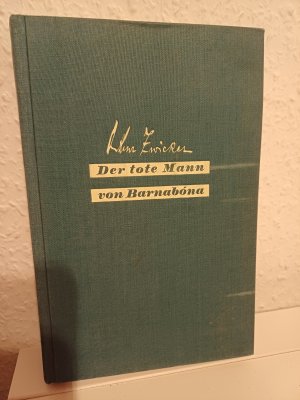 Zwicker
Der tote Mann
von Barnabóna